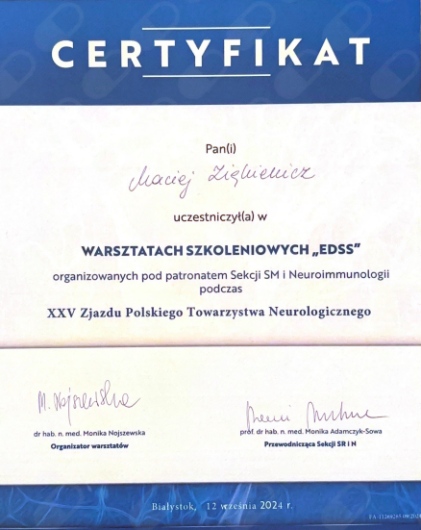 CERTYFIKAT
Pan(i)
Maciej
uczestniczył(a) w
WARSZTATACH SZKOLENIOWYCH „EDSS”
organizowanych pod patronatem Sekcji SM i Neuroimmunologii
podczas
XXV Zjazdu Polskiego Towarzystwa Neurologicznego
M. Nojszewska
dr hab. n. med. Monika Nojszewska
Organizator warsztatów
prof. dr hab. n. med. Monika Adamczyk-Sowa
Przewodnicząca Sekcji SR I N
Białystok, 12 września 2024 r.